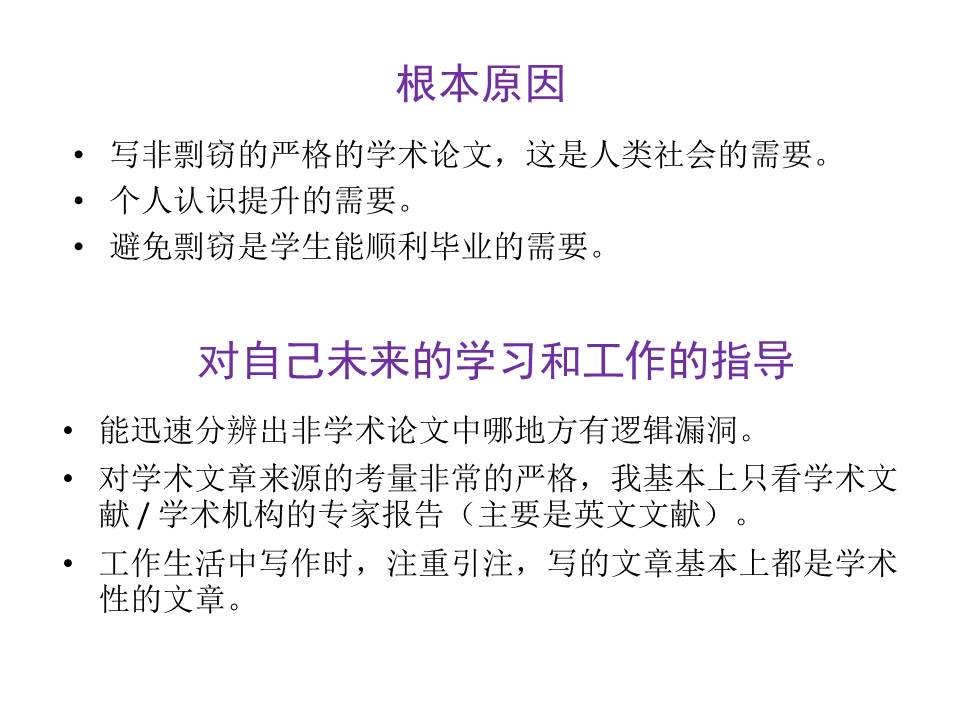 根本原因
• 写非剽窃的严格的学术论文，这是人类社会的需要。
• 个人认识提升的需要。
• 避免剽窃是学生能顺利毕业的需要。
对自己未来的学习和工作的指导
• 能迅速分辨出非学术论文中哪地方有逻辑漏洞。
• 对学术文章来源的考量非常的严格，我基本上只看学术文
献 / 学术机构的专家报告（主要是英文文献）。
• 工作生活中写作时，注重引注，写的文章基本上都是学术
性的文章。